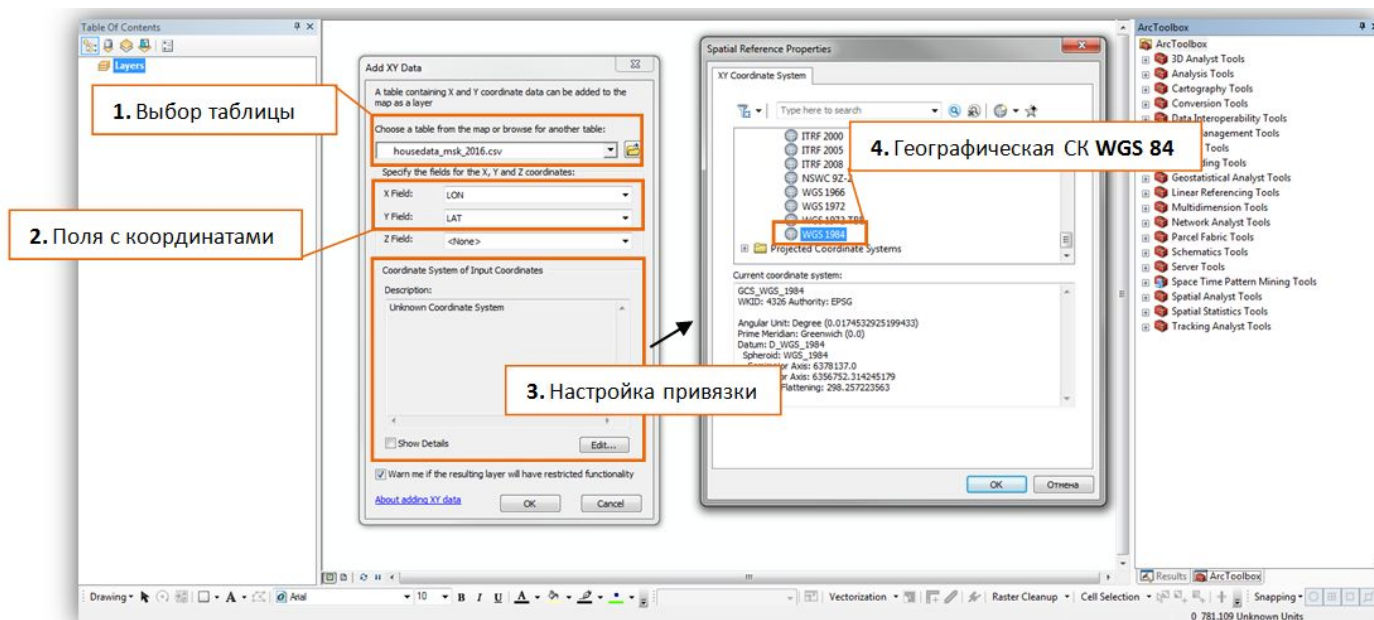 Table Of Contents
Layers
1. Выбор таблицы
2. Поля с координатами
Add XY Data
A table containing X and Y coordinate data can be added to the
map as a layer
Choose a table from the map or browse for another table:
housedata_msk_2016.csv
Specify the fields for the X, Y and Z coordinates:
X Field:
LON
Y Field:
LAT
Z Field:
<None>
Coordinate System of Input Coordinates
Description:
Unknown Coordinate System
Show Details
Edit...
Warn me if the resulting layer will have restricted functionality
About adding XY data
OK
Cancel
3. Настройка привязки
Spatial Reference Properties
XY Coordinate System
Type here to search
ITRF 2000
ITRF 2005
ITRF 2008
NSWC 9Z-2
WGS 1966
WGS 1972
WGS 1972 TBE
WGS 1984
Projected Coordinate Systems
4. Географическая СК WGS 84
Current coordinate system:
GCS_WGS_1984
WKID: 4326 Authority: EPSG
Angular Unit: Degree (0.0174532925199433)
Prime Meridian: Greenwich (0.0)
Datum: D_WGS_1984
Spheroid: WGS_1984
Axis: 6378137.0
Axis: 6356752.314245179
Flattening: 298.257223563
OK
Отмена
ArcToolbox
ArcToolbox
3D Analyst Tools
Analysis Tools
Cartography Tools
Conversion Tools
Data Interoperability Tools
Tools
Tools
Tools
Geostatistical Analyst Tools
Linear Referencing Tools
Multidimension Tools
Network Analyst Tools
Parcel Fabric Tools
Schematics Tools
Server Tools
Space Time Pattern Mining Tools
Spatial Analyst Tools
Spatial Statistics Tools
Tracking Analyst Tools
Results
ArcToolbox
Drawing
A
Arial
10
B I U A
Vectorization
Raster Cleanup
Cell Selection
Snapping
0 781,109 Unknown Units